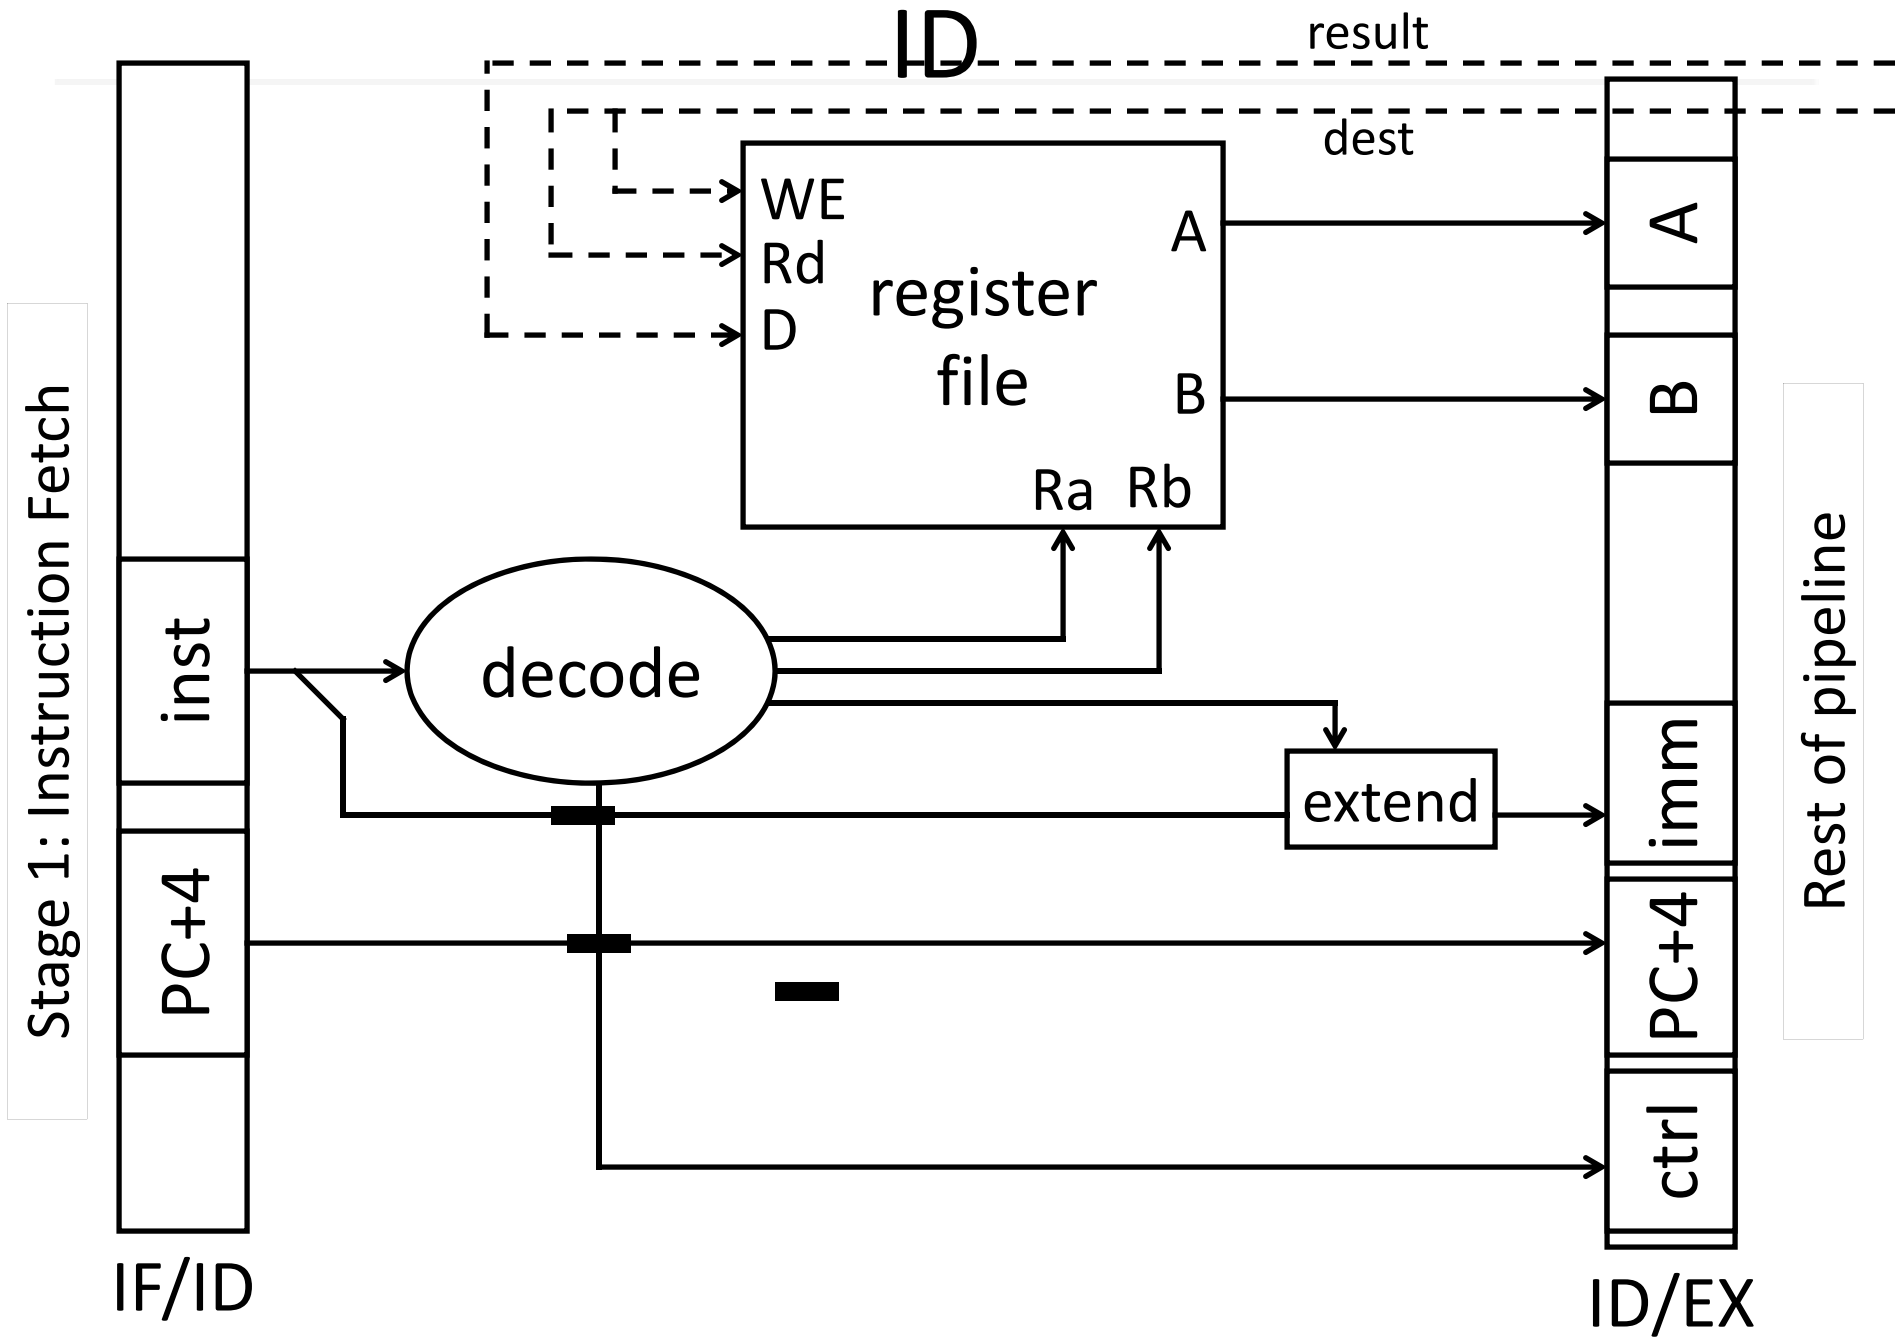 ID
result
dest
WE
Rd
D
register
file
A
B
Ra
Rb
A
B
Stage 1: Instruction Fetch
inst
decode
extend
imm
PC+4
PC+4
ctrl
Rest of pipeline
IF/ID
ID/EX